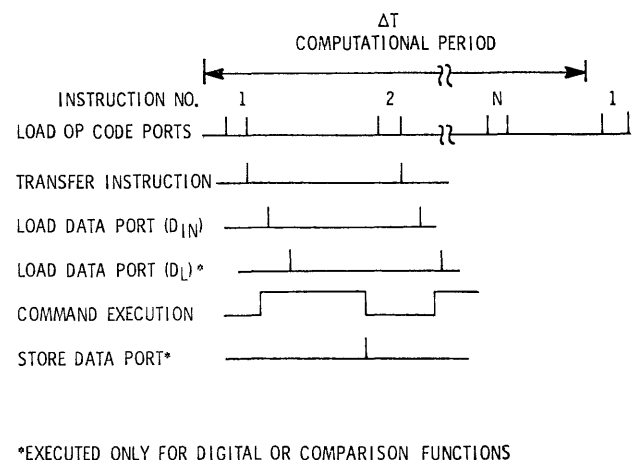 ΔT
COMPUTATIONAL PERIOD
INSTRUCTION NO. 1 2 N 1
LOAD OP CODE PORTS
TRANSFER INSTRUCTION
LOAD DATA PORT (DIN)
LOAD DATA PORT (DL)*
COMMAND EXECUTION
STORE DATA PORT*
*EXECUTED ONLY FOR DIGITAL OR COMPARISON FUNCTIONS